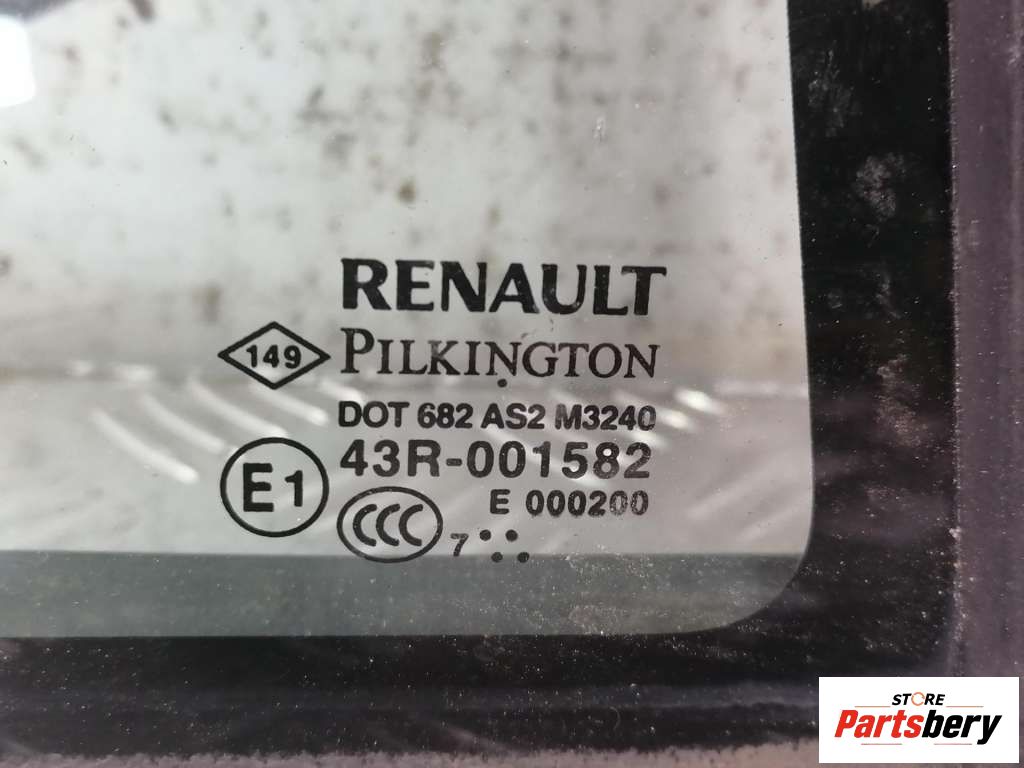 RENAULT
149 PILKINGTON
DOT 682 AS2 M3240
E1 43R-001582
E 000200
CCC 7
STORE
Partsbery